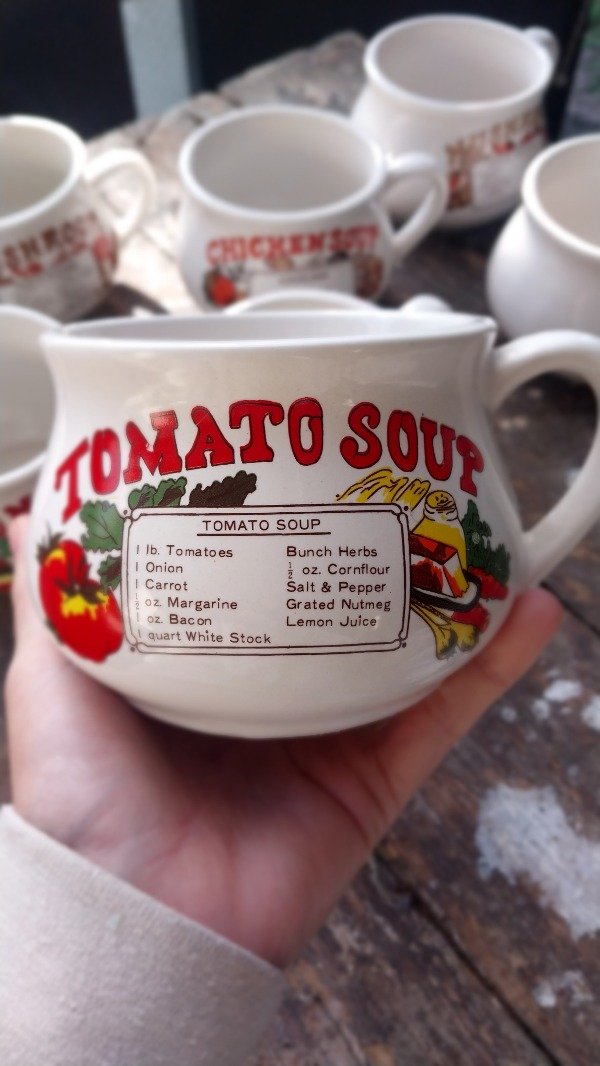 CHICKEN SOUP
TOMATO SOUP
TOMATO SOUP
1 lb. Tomatoes
1 Onion
1 Carrot
½ oz. Margarine
1 oz. Bacon
1 quart White Stock
Bunch Herbs
½ oz. Cornflour
Salt & Pepper
Grated Nutmeg
Lemon Juice